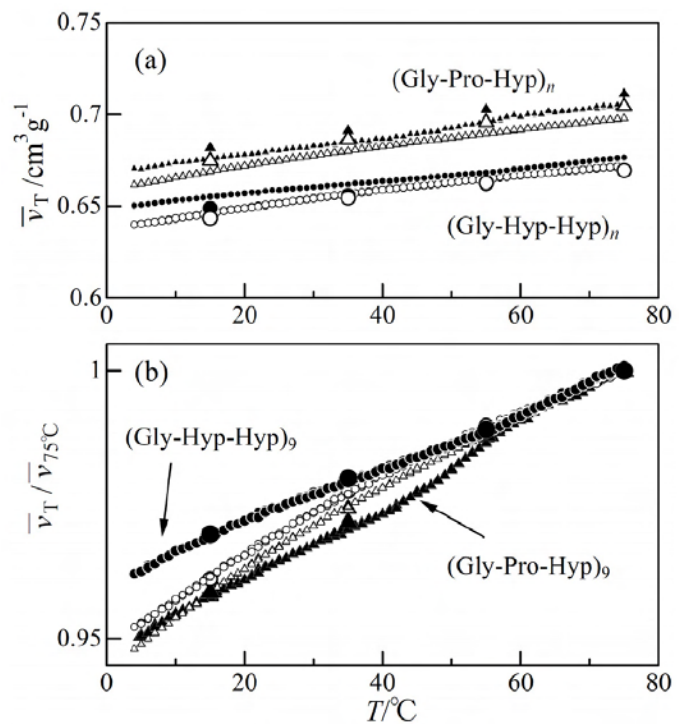 0.75
(a)
(Gly-Pro-Hyp)n
0.7
v̅T /cm³ g⁻¹
0.65
(Gly-Hyp-Hyp)n
0.6
0 20 40 60 80
1
(b)
(Gly-Hyp-Hyp)₉
v̅T / v̅75℃
(Gly-Pro-Hyp)₉
0.95
0 20 40 60 80
T/℃